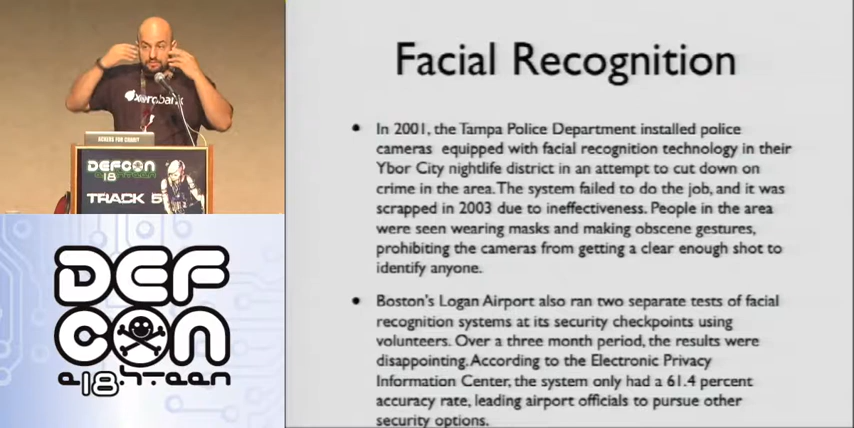 Facial Recognition
• In 2001, the Tampa Police Department installed police
cameras equipped with facial recognition technology in their
Ybor City nightlife district in an attempt to cut down on
crime in the area. The system failed to do the job, and it was
scrapped in 2003 due to ineffectiveness. People in the area
were seen wearing masks and making obscene gestures,
prohibiting the cameras from getting a clear enough shot to
identify anyone.
• Boston's Logan Airport also ran two separate tests of facial
recognition systems at its security checkpoints using
volunteers. Over a three month period, the results were
disappointing. According to the Electronic Privacy
Information Center, the system only had a 61.4 percent
accuracy rate, leading airport officials to pursue other
security options.
xerobank
DEFCON
18
TRACK 5
DEF
CON
e18hteen